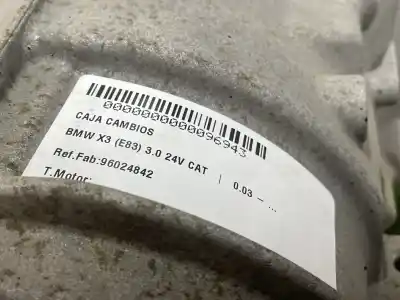 0000000000096943
CAJA CAMBIOS
BMW X3 (E83) 3.0 24V CAT | 0.03 - ...
Ref.Fab:96024842
T.Motor: